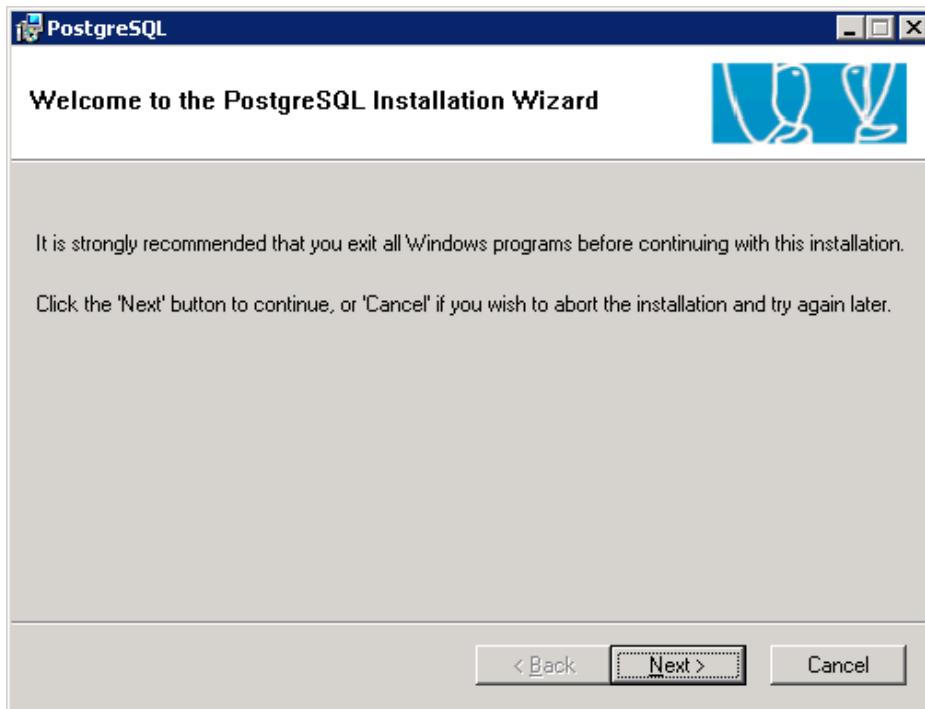 PostgreSQL
Welcome to the PostgreSQL Installation Wizard
It is strongly recommended that you exit all Windows programs before continuing with this installation.
Click the 'Next' button to continue, or 'Cancel' if you wish to abort the installation and try again later.
< Back
Next >
Cancel